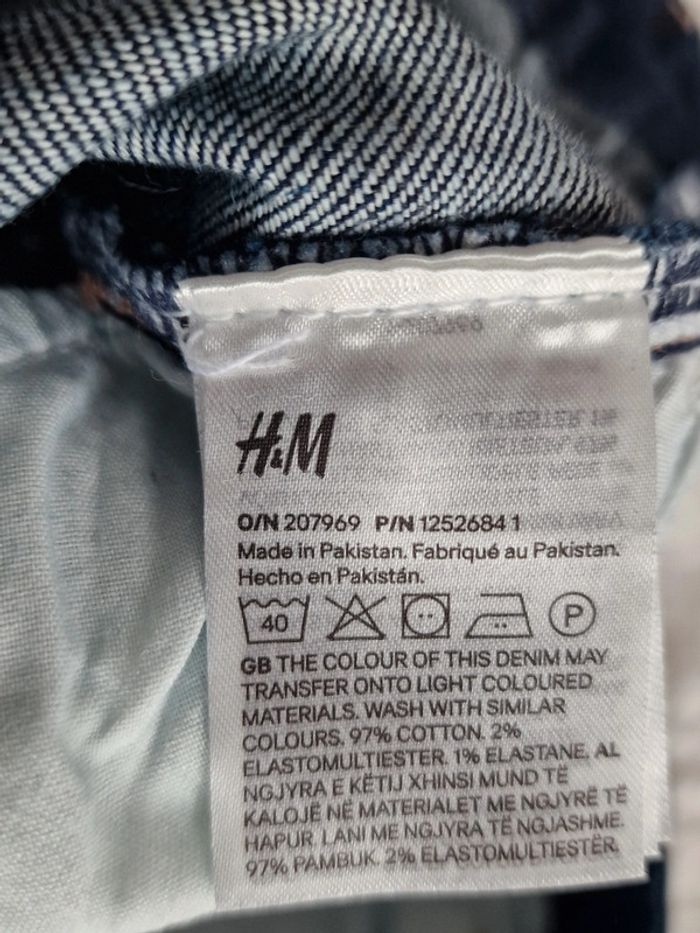 H&M
O/N 207969 P/N 12526841
Made in Pakistan. Fabriqué au Pakistan.
Hecho en Pakistán.
40 P
GB THE COLOUR OF THIS DENIM MAY
TRANSFER ONTO LIGHT COLOURED
MATERIALS. WASH WITH SIMILAR
COLOURS. 97% COTTON. 2%
ELASTOMULTIESTER. 1% ELASTANE. AL
NGJYRA E KËTIJ XHINSI MUND TË
KALOJË NË MATERIALET ME NGJYRË TË
HAPUR. LANI ME NGJYRA TË NGJASHME.
97% PAMBUK. 2% ELASTOMULTIESTËR.